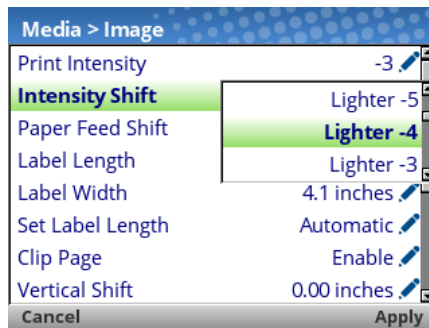 Media > Image
Print Intensity -3
Intensity Shift Lighter -5
Lighter -4
Paper Feed Shift Lighter -3
Label Length
Label Width 4.1 inches
Set Label Length Automatic
Clip Page Enable
Vertical Shift 0.00 inches
Cancel Apply